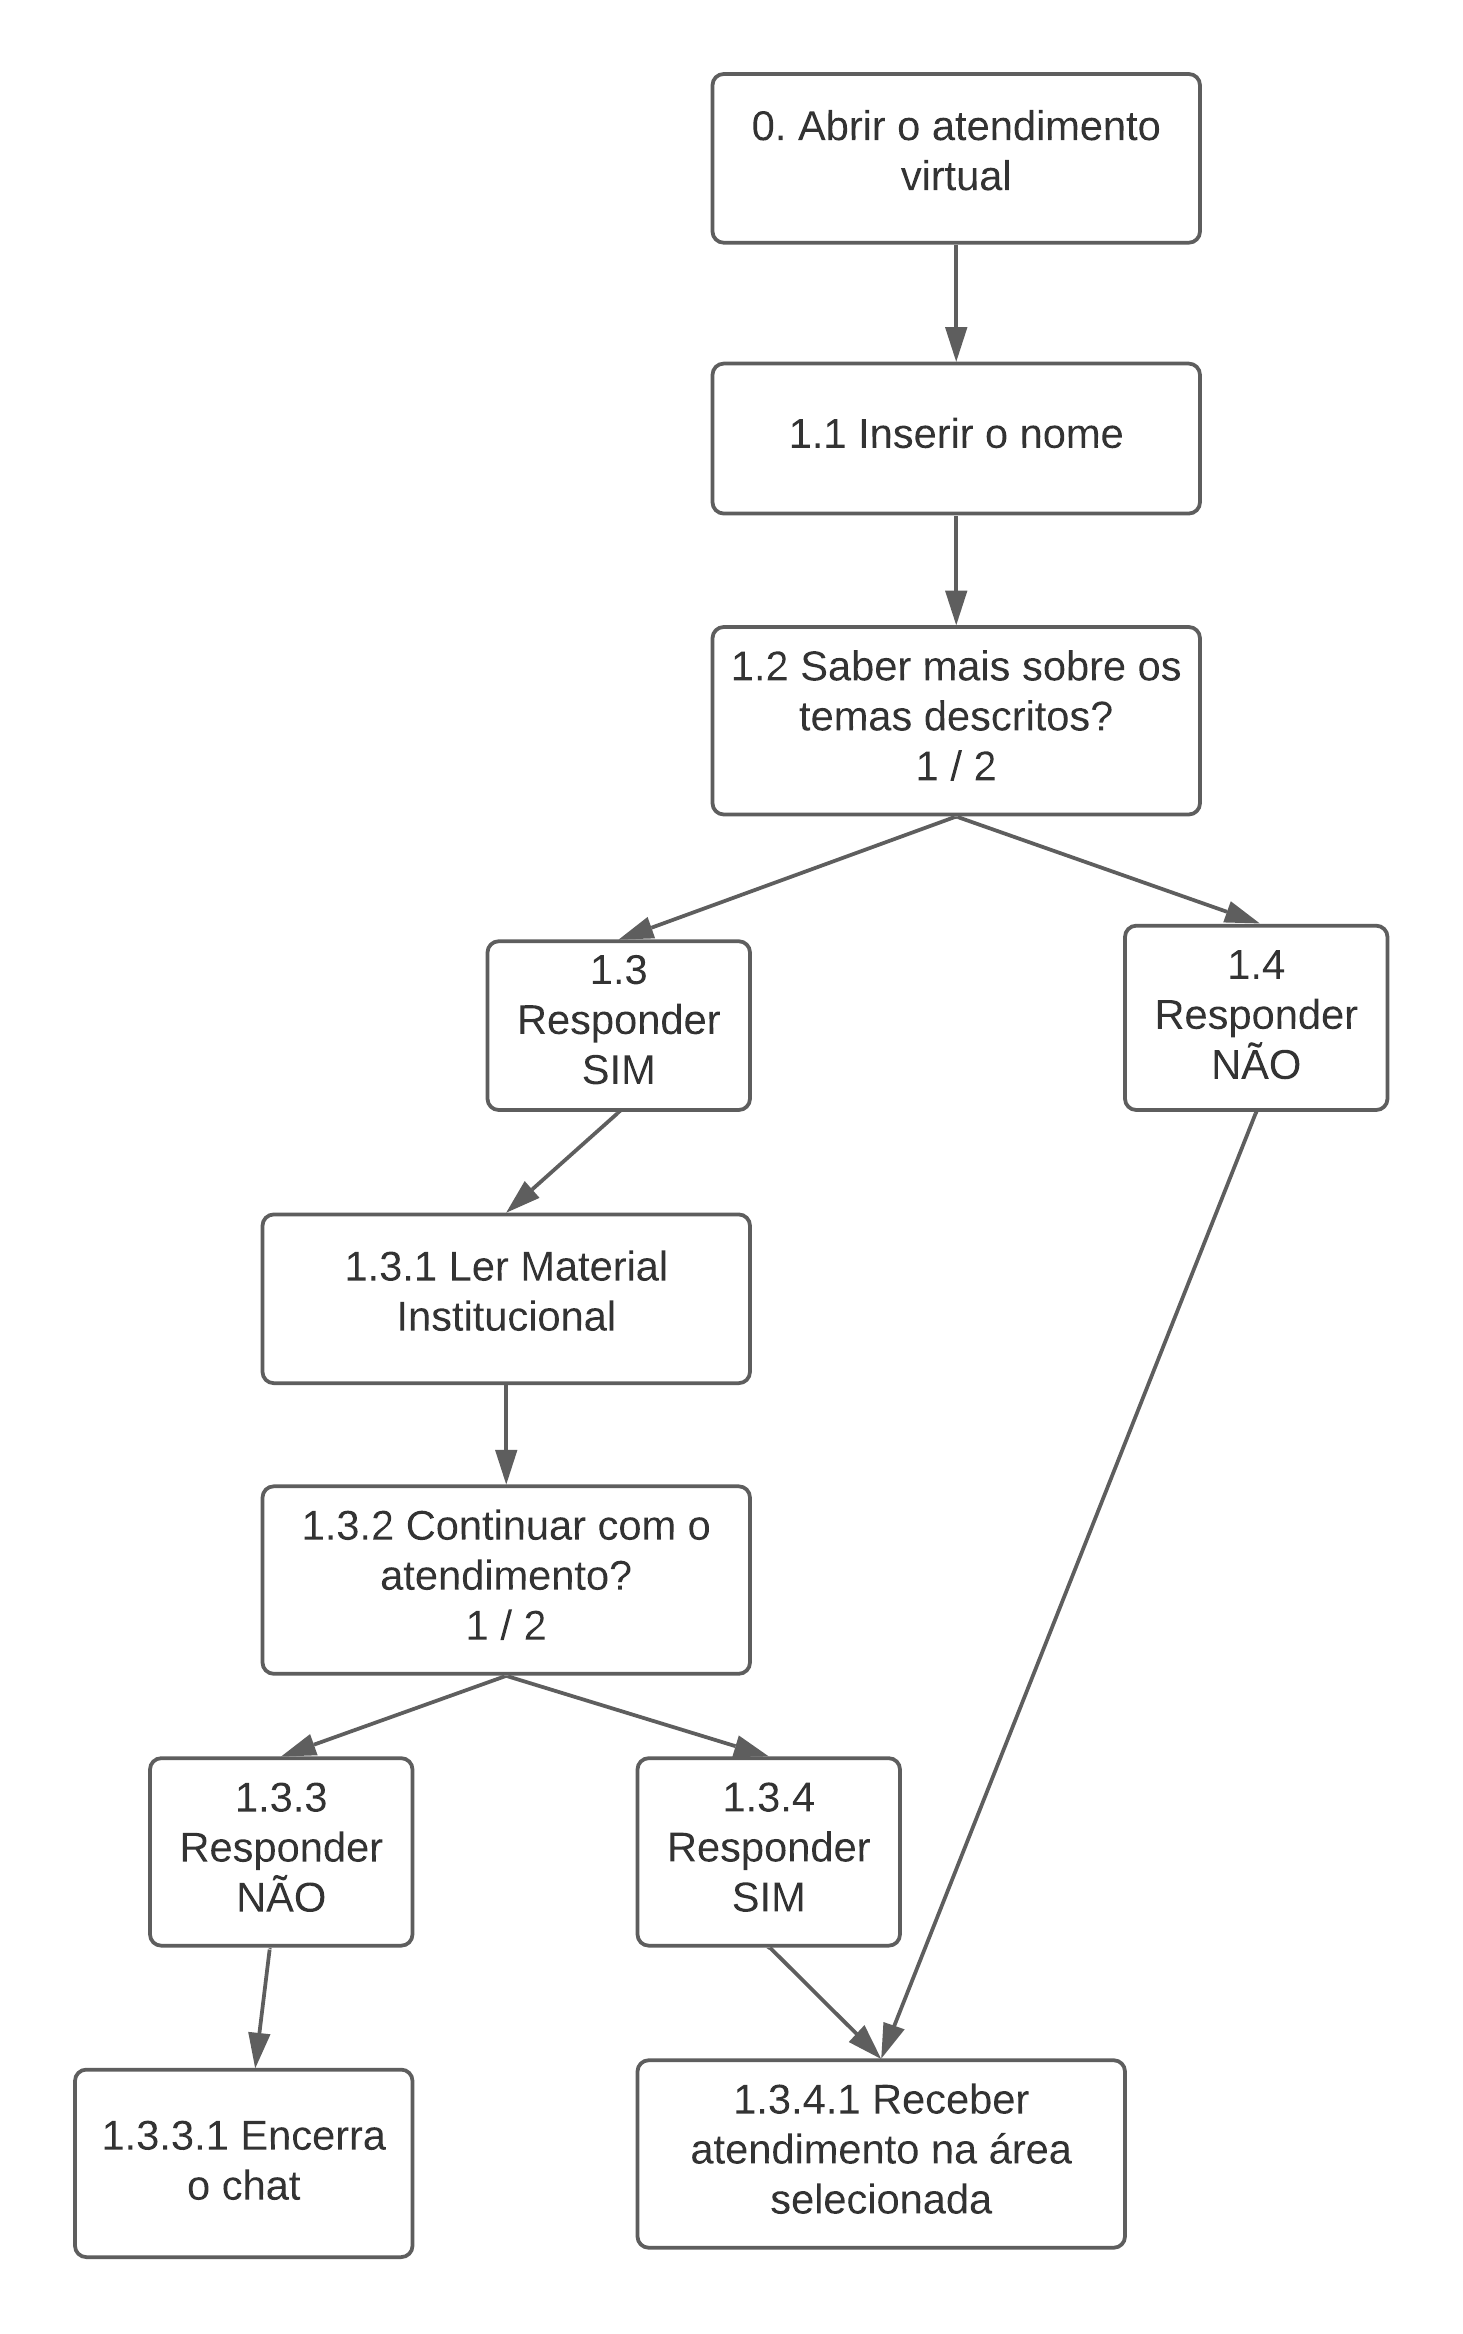 0. Abrir o atendimento
virtual
1.1 Inserir o nome
1.2 Saber mais sobre os
temas descritos?
1 / 2
1.3
Responder
SIM
1.4
Responder
NÃO
1.3.1 Ler Material
Institucional
1.3.2 Continuar com o
atendimento?
1 / 2
1.3.3
Responder
NÃO
1.3.4
Responder
SIM
1.3.3.1 Encerra
o chat
1.3.4.1 Receber
atendimento na área
selecionada